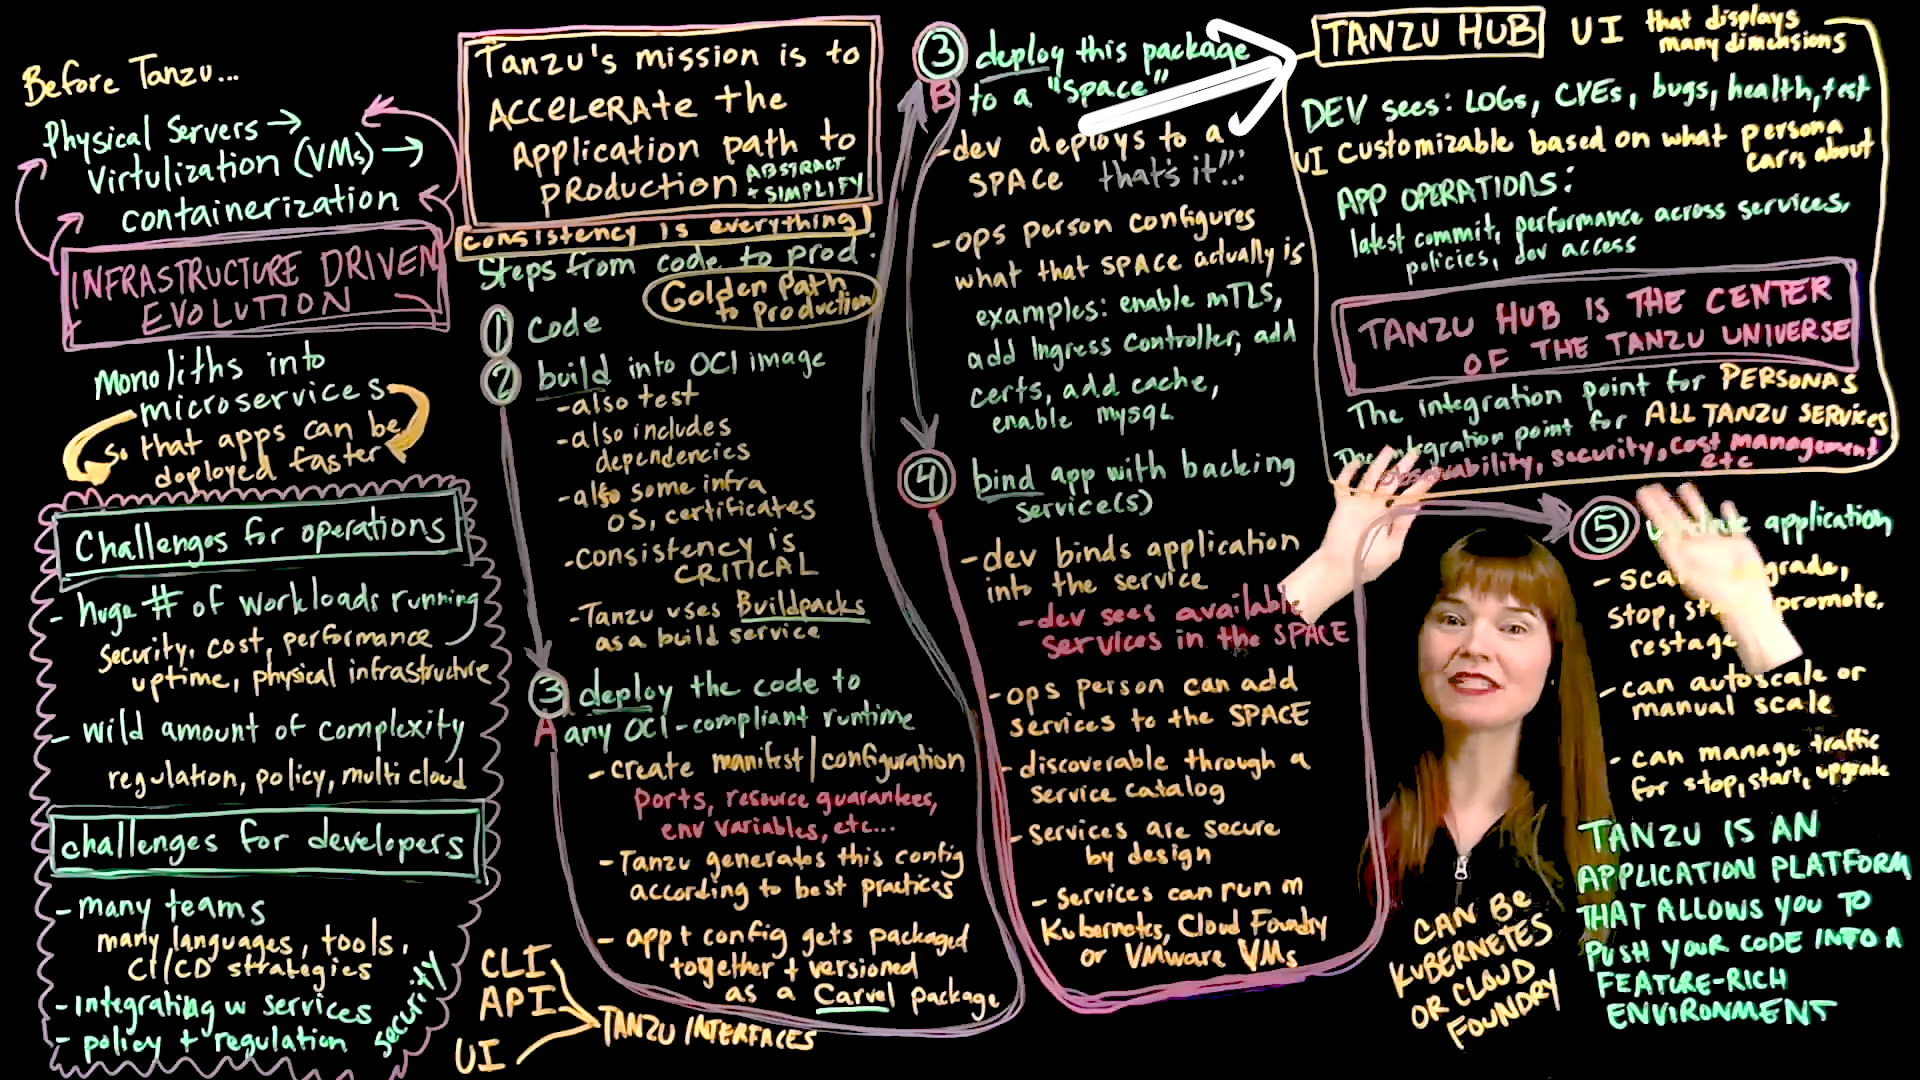 Before Tanzu...
Physical Servers →
Virtulization (VMs) →
containerization
INFRASTRUCTURE DRIVEN
EVOLUTION
Monoliths into
microservices
so that apps can be
doployed faster
Challenges for operations
- huge # of workloads running
security, cost, performance
uptime, physical infrastructure
- wild amount of complexity
regulation, policy, multi cloud
challenges for developers
- many teams
many languages, tools,
CI/CD strategies
- integrating w services
- policy + regulation
security
Tanzu's mission is to
ACCELERATE the
Application path to
PRODUCTION
ABSTRACT
+ SIMPLIFY
consistency is everything
Steps from code to prod:
Golden Path
to Production
1 Code
2 build into OCI image
- also test
- also includes
dependencies
- also some infra
OS, certificates
- consistency is
CRITICAL
- Tanzu uses Buildpacks
as a build service
3 deploy the code to
A any OCI-compliant runtime
- create manifest/configuration
ports, resource guarantees,
env variables, etc...
- Tanzu generates this config
according to best practices
- app + config gets packaged
together + versioned
as a Carvel package
CLI
API
UI
TANZU INTERFACES
3 deploy this package
B to a "space"
- dev deploys to a
SPACE that's it!!
- ops person configures
what that SPACE actually is
examples: enable mTLS,
add Ingress Controller, add
certs, add cache,
enable mysql
4 bind app with backing
service(s)
- dev binds application
into the service
- dev sees available
services in the SPACE
- ops person can add
services to the SPACE
- discoverable through a
service catalog
- services are secure
by design
- services can run in
Kubernetes, Cloud Foundry
or VMware VMs
TANZU HUB UI that displays
many dimensions
DEV sees: LOGs, CVEs, bugs, health, test
UI customizable based on what persona
cares about
APP OPERATIONS:
latest commit, performance across services,
policies, dev access
TANZU HUB IS THE CENTER
OF THE TANZU UNIVERSE
The integration point for PERSONAS
The integration point for ALL TANZU SERVICES
observability, security, cost management
etc
5 application
stop,
promote,
restage
- can autoscale or
manual scale
- can manage traffic
for stop, start, upgrade
TANZU IS AN
APPLICATION PLATFORM
THAT ALLOWS YOU TO
PUSH YOUR CODE INTO A
FEATURE-RICH
ENVIRONMENT
CAN BE
KUBERNETES
OR CLOUD
FOUNDRY